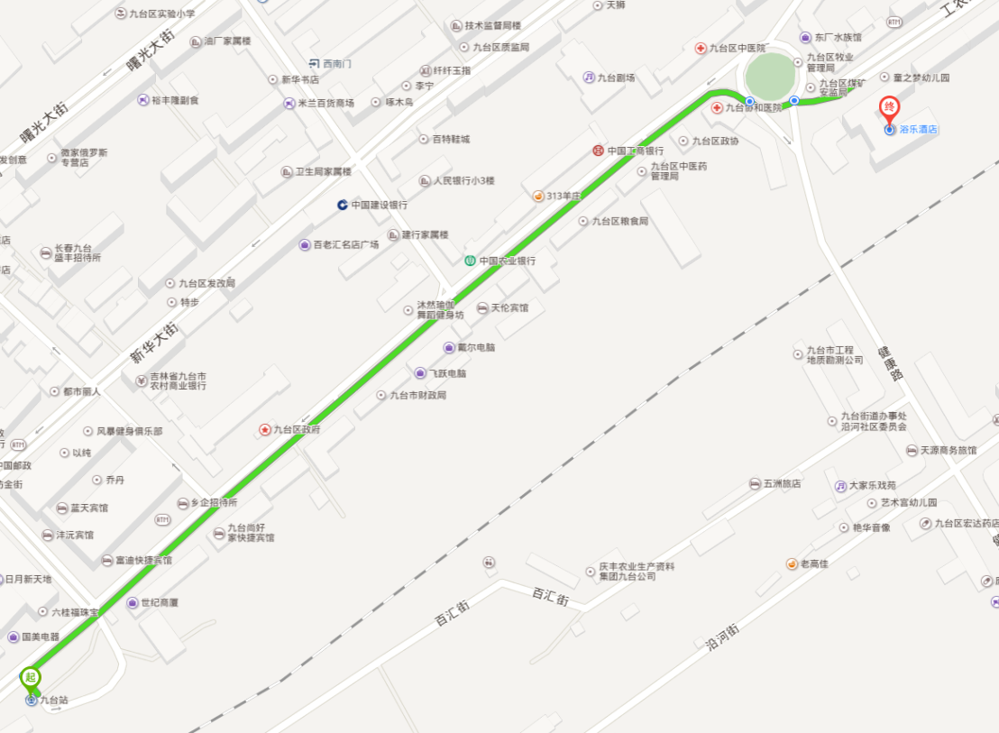 九台区实验小学
天狮
技术监督局楼
九台区质监局
油厂家属楼
曙光大街
西南门
纤纤玉指
李宁
新华书店
啄木鸟
米兰百货商场
裕丰隆副食
九台剧场
九台区中医院
东厂水族馆
九台区牧业
管理局
九台区煤矿
安监局
童之梦幼儿园
工农
终
浴乐酒店
九台协和医院
曙光大街
百特鞋城
九台区政协
中国工商银行
九台区中医药
管理局
微家俄罗斯
专营店
发创意
卫生局家属楼
人民银行小3楼
313羊庄
中国建设银行
九台区粮食局
建行家属楼
百老汇名店广场
长春九台
盛丰招待所
店
店
中国农业银行
九台区发改局
特步
沐然瑜伽
舞蹈健身坊
天伦宾馆
新华大街
戴尔电脑
飞跃电脑
九台市财政局
吉林省九台市
农村商业银行
都市丽人
九台市工程
地质勘测公司
健康路
九台街道办事处
沿河社区委员会
天源商务旅馆
九台区政府
风暴健身俱乐部
行
ATM
以纯
中国邮政
金街
乔丹
五洲旅店
大家乐戏苑
艺术宫幼儿园
乡企招待所
蓝天宾馆
ATM
九台尚好
家快捷宾馆
艳华音像
九台区宏达药店
沣沅宾馆
富迪快捷宾馆
老高佳
庆丰农业生产资料
集团九台公司
日月新天地
世纪商厦
六桂福珠宝
百汇街
百汇街
沿河街
国美电器
起
九台站
ATM